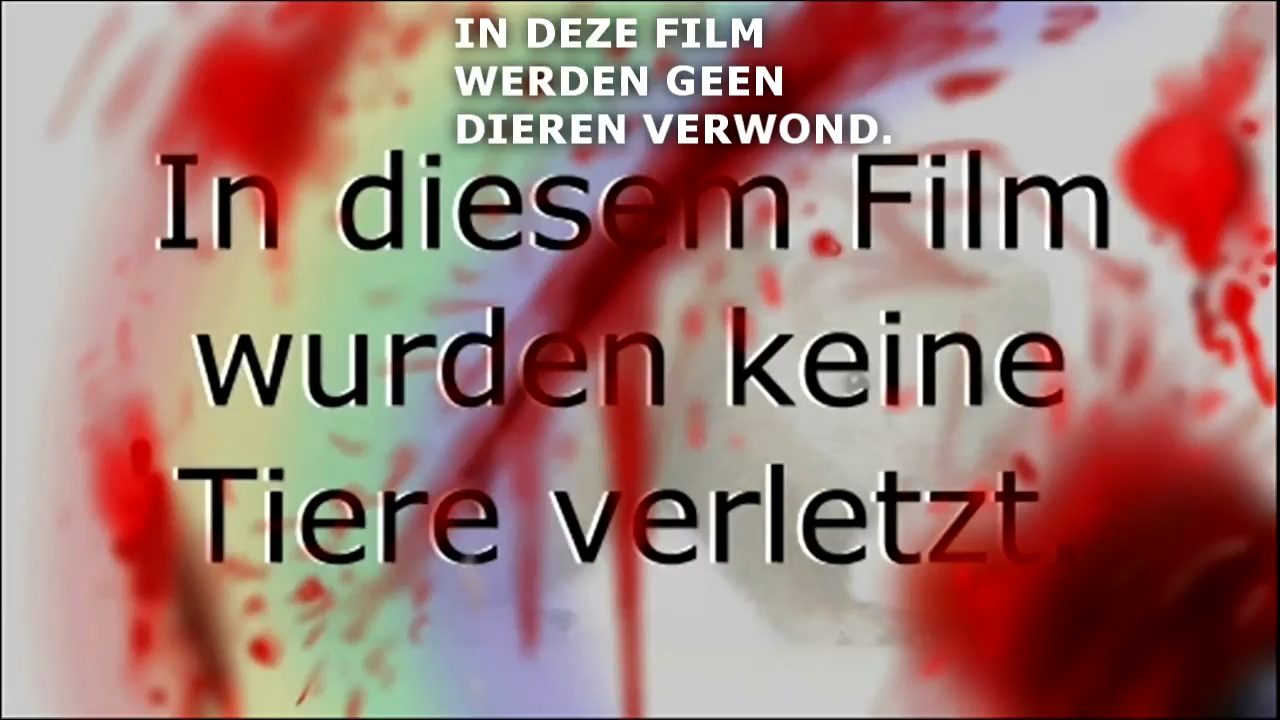 IN DEZE FILM
WERDEN GEEN
DIEREN VERWOND.
In diesem Film
wurden keine
Tiere verletzt.